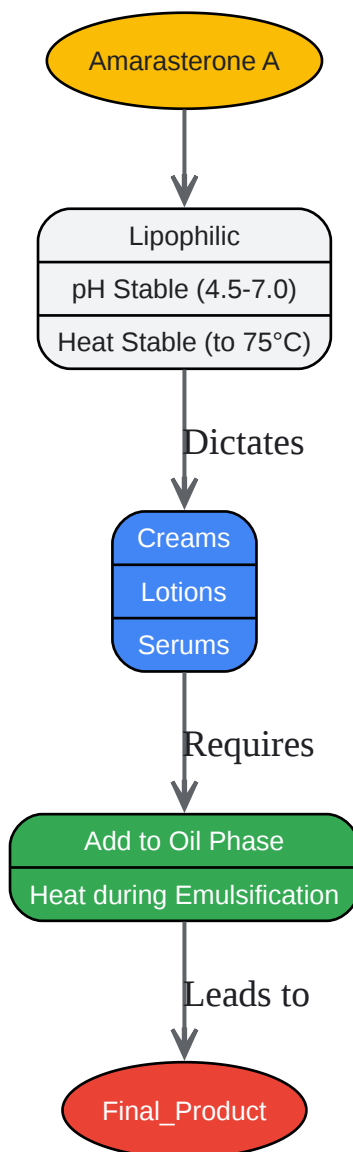 Amarasterone A
Lipophilic
pH Stable (4.5-7.0)
Heat Stable (to 75°C)
Dictates
Creams
Lotions
Serums
Requires
Add to Oil Phase
Heat during Emulsification
Leads to
Final_Product